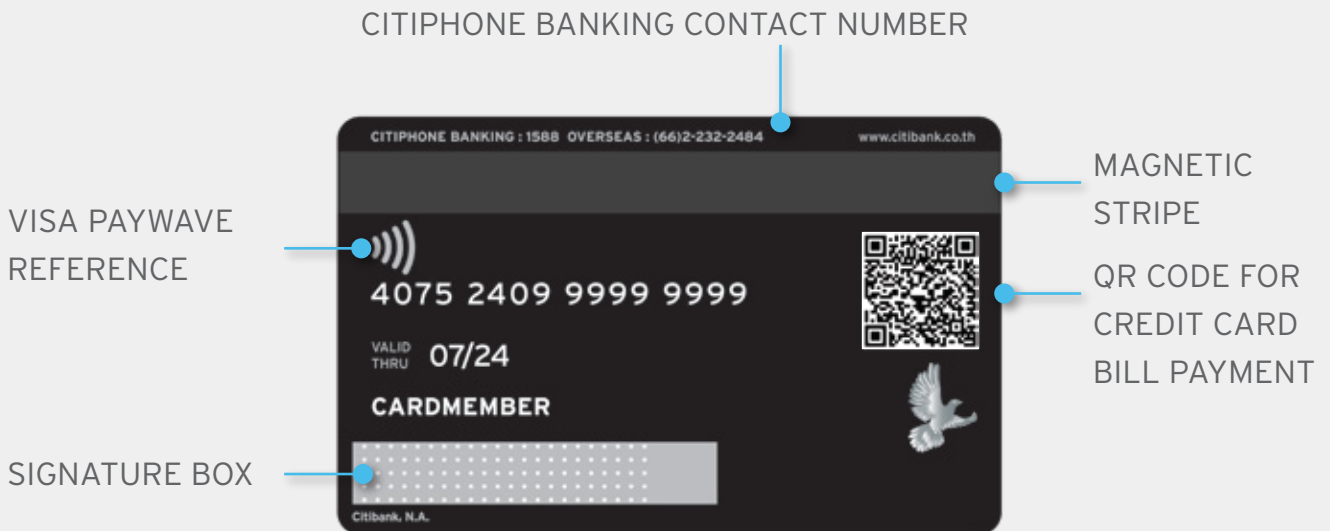 CITIPHONE BANKING CONTACT NUMBER
CITIPHONE BANKING : 1588 OVERSEAS : (66)2-232-2484
www.citibank.co.th
MAGNETIC
STRIPE
VISA PAYWAVE
REFERENCE
4075 2409 9999 9999
QR CODE FOR
CREDIT CARD
BILL PAYMENT
VALID
THRU 07/24
CARDMEMBER
SIGNATURE BOX
Citibank, N.A.